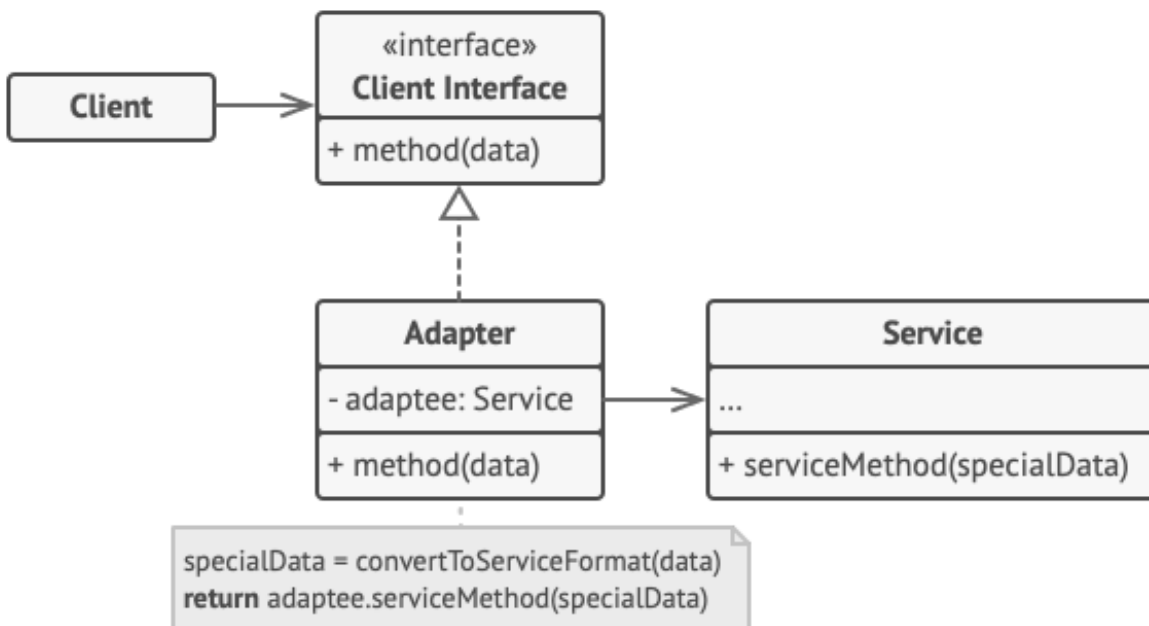 Client
«interface»
Client Interface
+ method(data)
Adapter
- adaptee: Service
+ method(data)
Service
...
+ serviceMethod(specialData)
specialData = convertToServiceFormat(data)
return adaptee.serviceMethod(specialData)